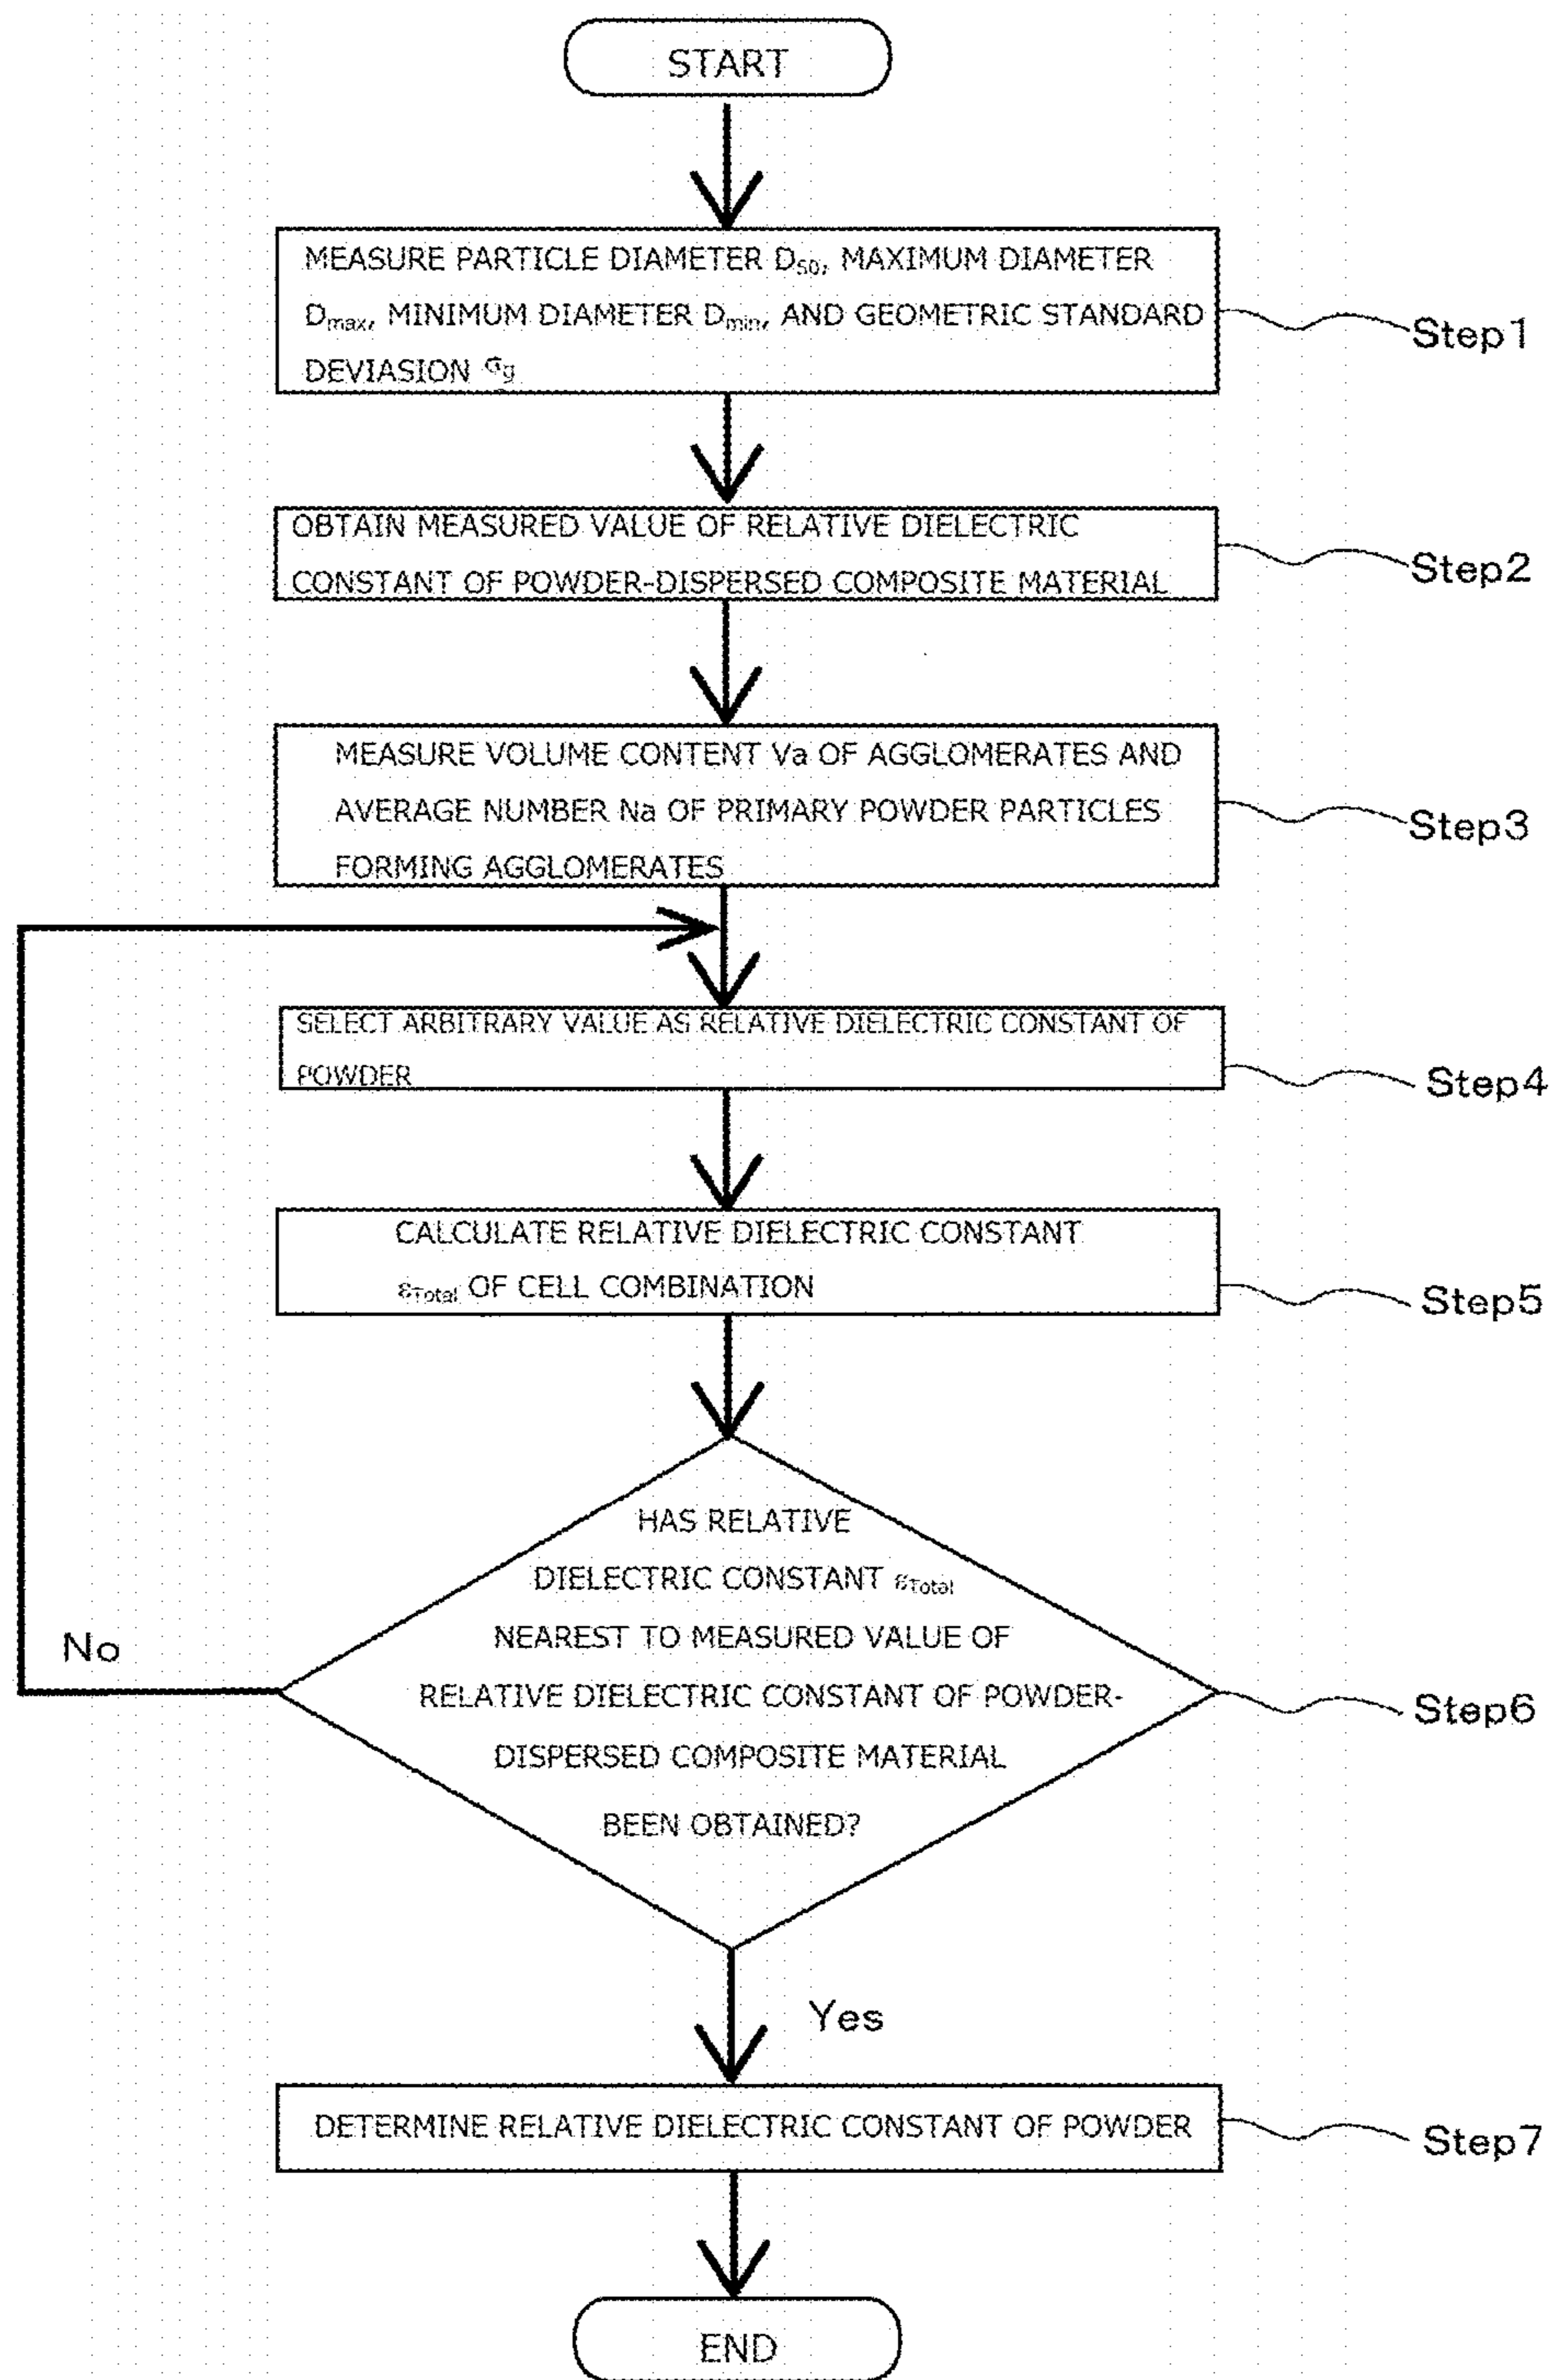 START
MEASURE PARTICLE DIAMETER D50, MAXIMUM DIAMETER
Dmax, MINIMUM DIAMETER Dmin, AND GEOMETRIC STANDARD
DEVIASION σg
Step1
OBTAIN MEASURED VALUE OF RELATIVE DIELECTRIC
CONSTANT OF POWDER-DISPERSED COMPOSITE MATERIAL
Step2
MEASURE VOLUME CONTENT Va OF AGGLOMERATES AND
AVERAGE NUMBER Na OF PRIMARY POWDER PARTICLES
FORMING AGGLOMERATES
Step3
SELECT ARBITRARY VALUE AS RELATIVE DIELECTRIC CONSTANT OF
POWDER
Step4
CALCULATE RELATIVE DIELECTRIC CONSTANT
εTotal OF CELL COMBINATION
Step5
HAS RELATIVE
DIELECTRIC CONSTANT εTotal
NEAREST TO MEASURED VALUE OF
RELATIVE DIELECTRIC CONSTANT OF POWDER-
DISPERSED COMPOSITE MATERIAL
BEEN OBTAINED?
No
Step6
Yes
DETERMINE RELATIVE DIELECTRIC CONSTANT OF POWDER
Step7
END